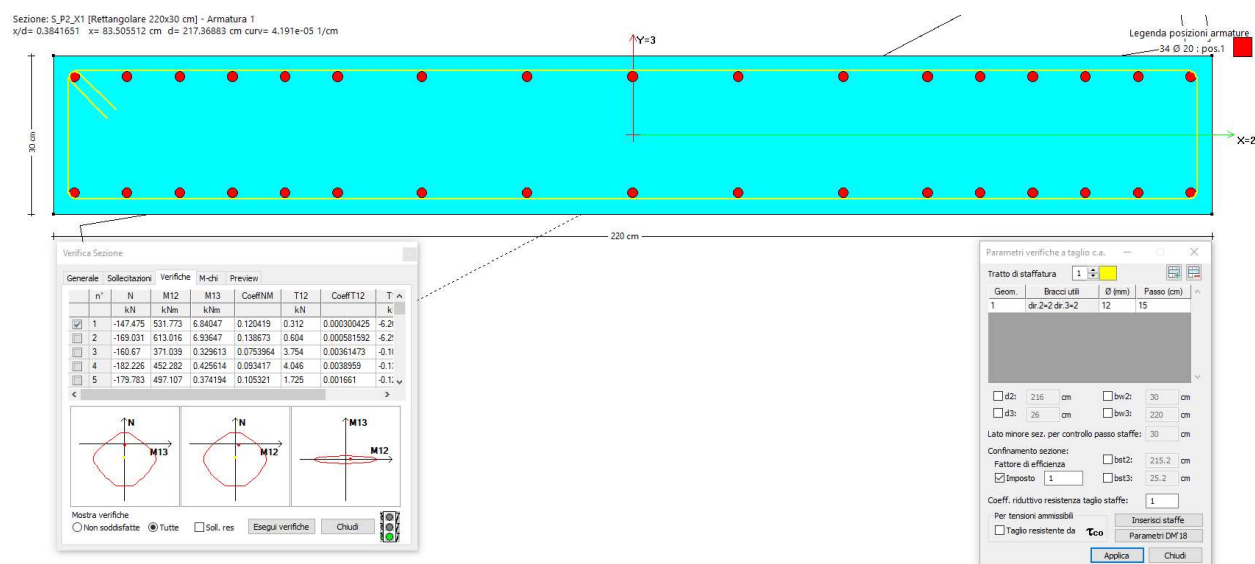 Sezione: S_P2_X1 [Rettangolare 220x30 cm] - Armatura 1
x/d= 0.3841651 x= 83.505512 cm d= 217.36883 cm curv= 4.191e-05 1/cm
Y=3
Legenda posizioni armature
34 Ø 20 : pos.1
30 cm
X=2
220 cm
Verifica Sezione
Generale Sollecitazioni Verifiche M-chi Preview
n° N M12 M13 CoeffNM T12 CoeffT12
kN kNm kNm kN
1 -147.475 531.773 6.84047 0.120419 0.312 0.000300425
2 -169.031 613.016 6.93647 0.138673 0.604 0.000581592
3 -160.67 371.039 0.329613 0.0753964 3.754 0.00361473
4 -182.226 452.282 0.425614 0.093417 4.046 0.0038959
5 -179.783 497.107 0.374194 0.105321 1.725 0.001661
N
M13
N
M12
M13
M12
Mostra verifiche
Non soddisfatte Tutte Soll. res Esegui verifiche Chiudi
Parametri verifiche a taglio c.a.
Tratto di staffatura 1
Geom. Bracci utili Ø (mm) Passo (cm)
1 dir.2=2 dir.3=2 12 15
d2: 216 cm bw2: 30 cm
d3: 26 cm bw3: 220 cm
Lato minore sez. per controllo passo staffe: 30 cm
Confinamento sezione:
Fattore di efficienza
Imposto 1
bst2: 215.2 cm
bst3: 25.2 cm
Coeff. riduttivo resistenza taglio staffe: 1
Per tensioni ammissibili
Taglio resistente da τco
Inserisci staffe
Parametri DM'18
Applica Chiudi